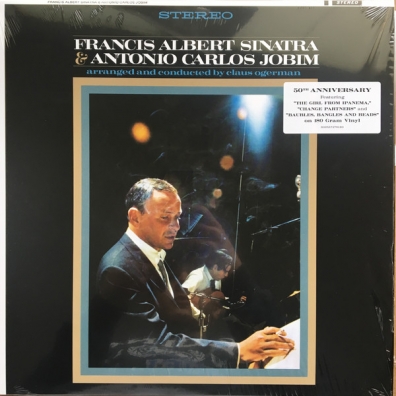 STEREO
FRANCIS ALBERT SINATRA
& ANTONIO CARLOS JOBIM
arranged and conducted by claus ogerman
50TH ANNIVERSARY
Featuring
"THE GIRL FROM IPANEMA,"
"CHANGE PARTNERS" and
"BAUBLES, BANGLES AND BEADS"
on 180 Gram Vinyl